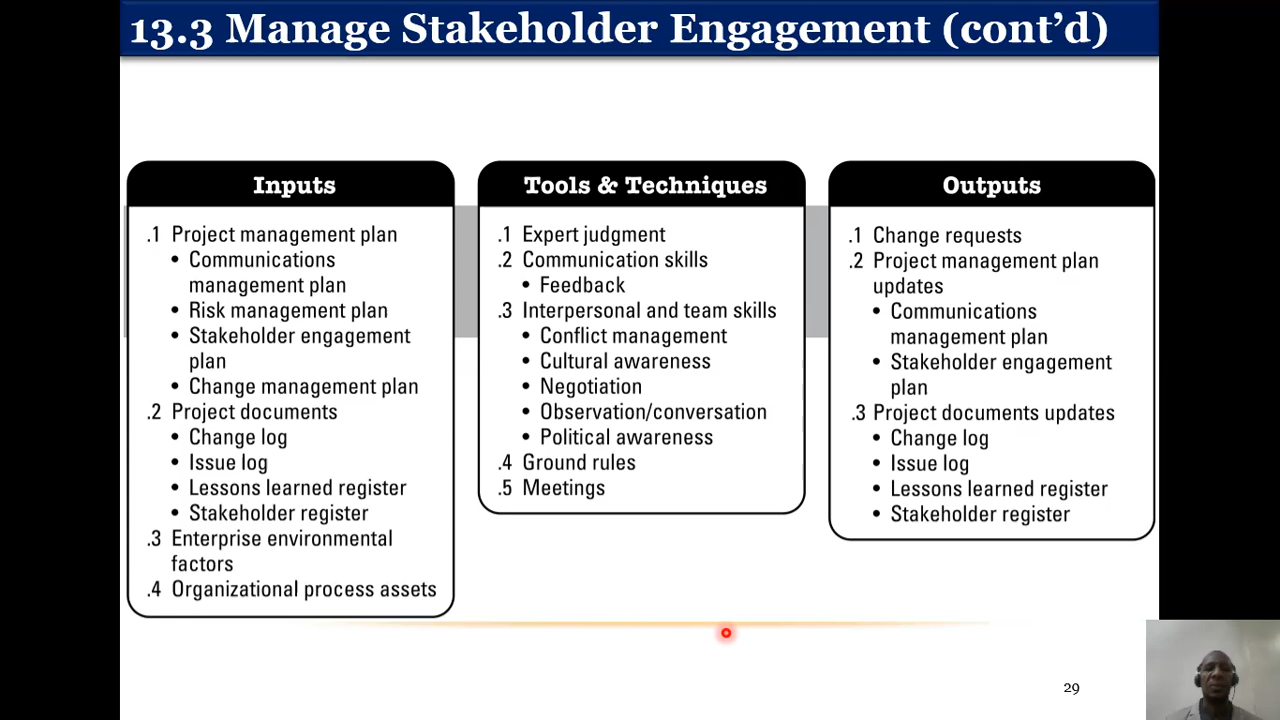 13.3 Manage Stakeholder Engagement (cont’d)
Inputs
.1 Project management plan
• Communications
management plan
• Risk management plan
• Stakeholder engagement
plan
• Change management plan
.2 Project documents
• Change log
• Issue log
• Lessons learned register
• Stakeholder register
.3 Enterprise environmental
factors
.4 Organizational process assets
Tools & Techniques
.1 Expert judgment
.2 Communication skills
• Feedback
.3 Interpersonal and team skills
• Conflict management
• Cultural awareness
• Negotiation
• Observation/conversation
• Political awareness
.4 Ground rules
.5 Meetings
Outputs
.1 Change requests
.2 Project management plan
updates
• Communications
management plan
• Stakeholder engagement
plan
.3 Project documents updates
• Change log
• Issue log
• Lessons learned register
• Stakeholder register
29